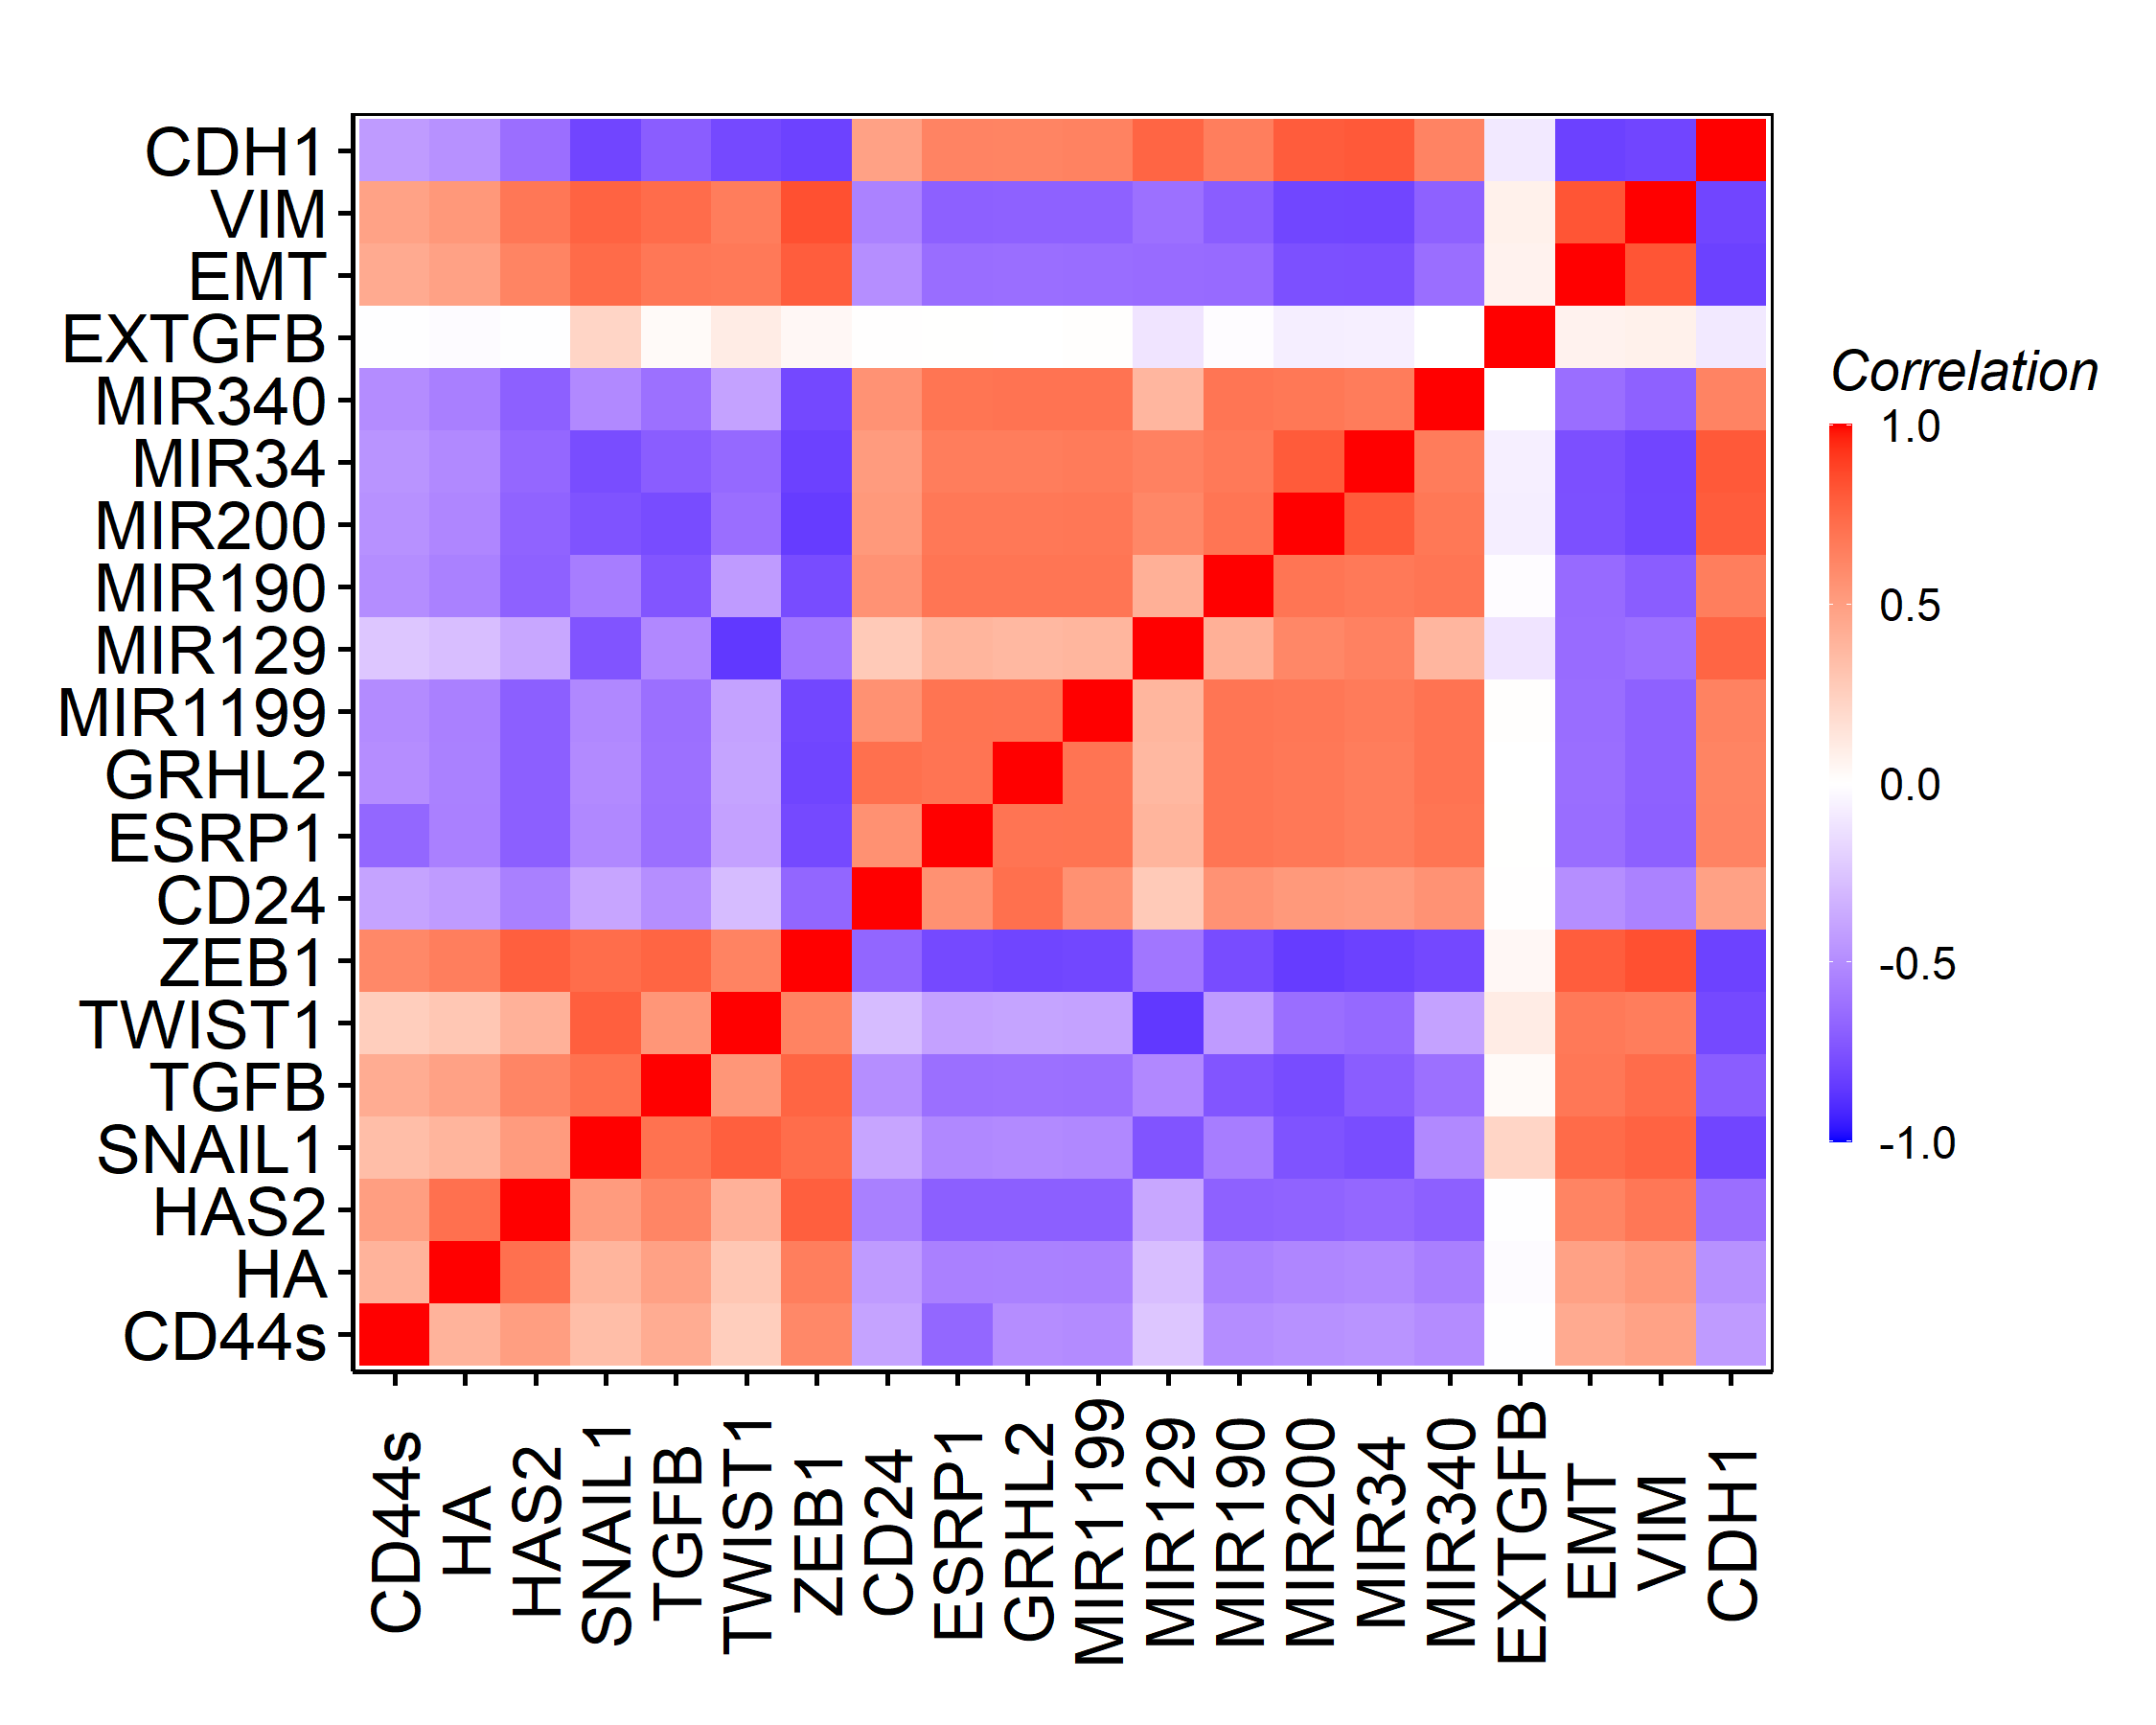 CDH1
VIM
EMT
EXTGFB
MIR340
MIR34
MIR200
MIR190
MIR129
MIR1199
GRHL2
ESRP1
CD24
ZEB1
TWIST1
TGFB
SNAIL1
HAS2
HA
CD44s
CD44s
HA
HAS2
SNAIL1
TGFB
TWIST1
ZEB1
CD24
ESRP1
GRHL2
MIR1199
MIR129
MIR190
MIR200
MIR34
MIR340
EXTGFB
EMT
VIM
CDH1
Correlation
1.0
0.5
0.0
-0.5
-1.0